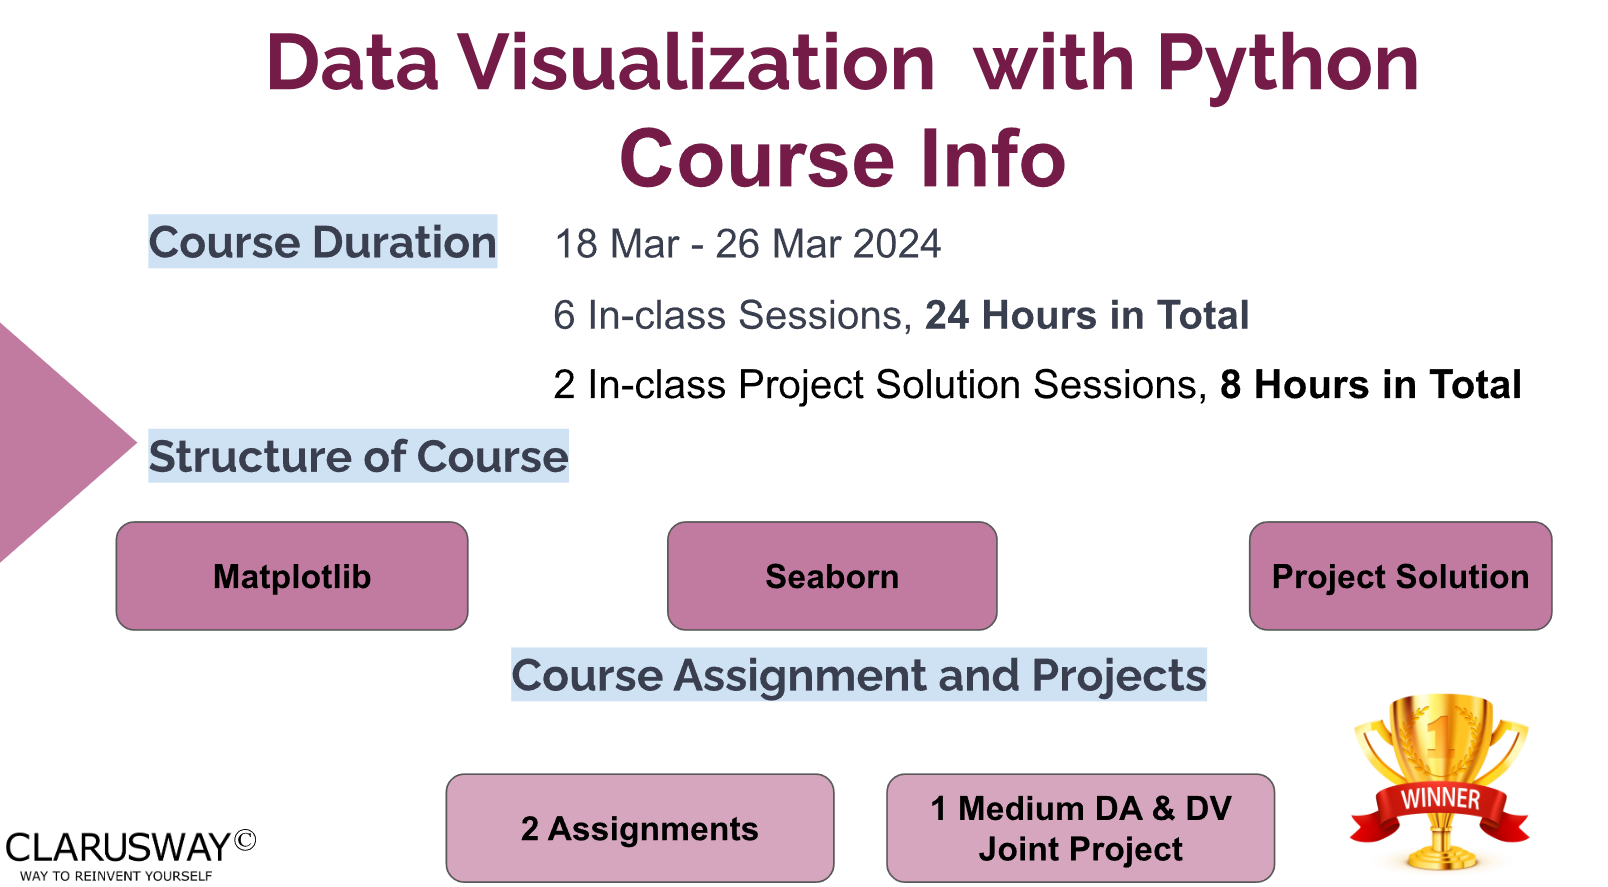 Data Visualization with Python
Course Info
Course Duration
18 Mar - 26 Mar 2024
6 In-class Sessions, 24 Hours in Total
2 In-class Project Solution Sessions, 8 Hours in Total
Structure of Course
Matplotlib
Seaborn
Project Solution
Course Assignment and Projects
2 Assignments
1 Medium DA & DV
Joint Project
1
WINNER
CLARUSWAY©
WAY TO REINVENT YOURSELF